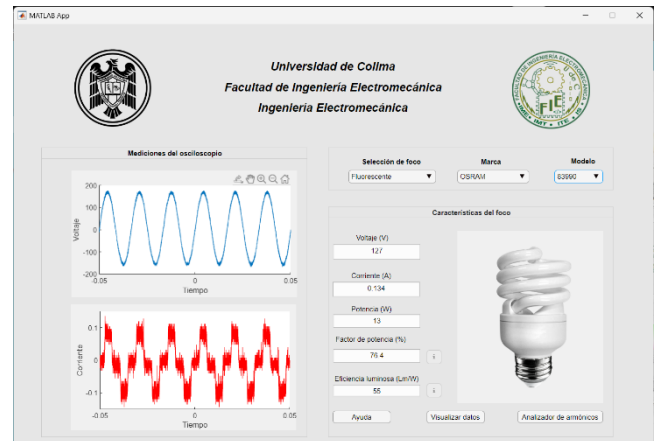 MATLAB App
Universidad de Colima
Facultad de Ingeniería Electromecánica
Ingeniería Electromecánica
FIE
Mediciones del osciloscopio
200
100
0
-100
-200
Voltaje
-0.05
0
0.05
Tiempo
0.1
0
-0.1
Corriente
-0.05
0
0.05
Tiempo
Selección de foco
Marca
Modelo
Fluorescente
OSRAM
83990
Características del foco
Voltaje (V)
127
Corriente (A)
0.134
Potencia (W)
13
Factor de potencia (%)
76.4
i
Eficiencia luminosa (Lm/W)
55
i
Ayuda
Visualizar datos
Analizador de armónicos